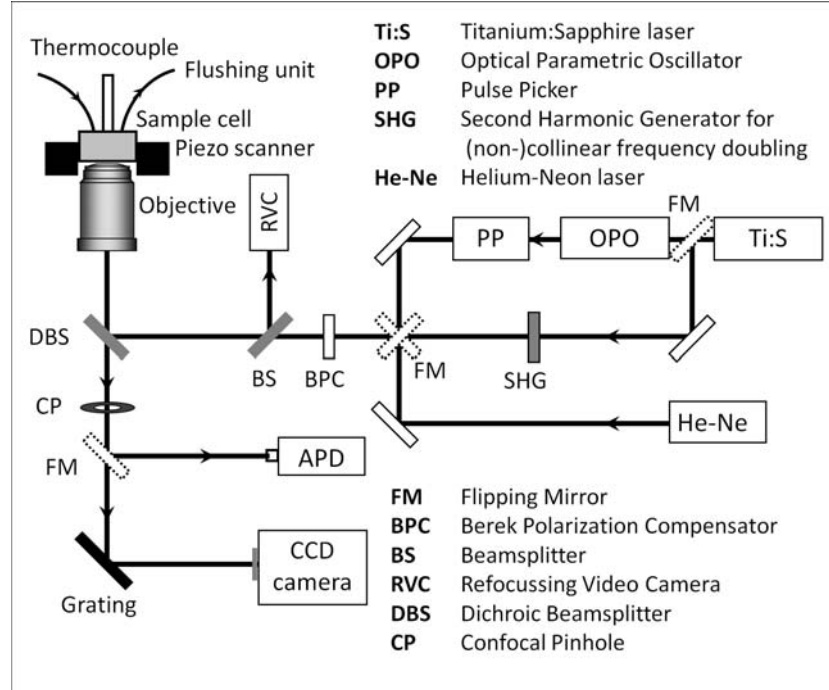 Thermocouple
Flushing unit
Sample cell
Piezo scanner
Objective
Ti:S Titanium:Sapphire laser
OPO Optical Parametric Oscillator
PP Pulse Picker
SHG Second Harmonic Generator for
(non-)collinear frequency doubling
He-Ne Helium-Neon laser
RVC
FM
PP
OPO
Ti:S
DBS
BS
BPC
FM
SHG
CP
He-Ne
FM
APD
CCD
camera
Grating
FM Flipping Mirror
BPC Berek Polarization Compensator
BS Beamsplitter
RVC Refocussing Video Camera
DBS Dichroic Beamsplitter
CP Confocal Pinhole